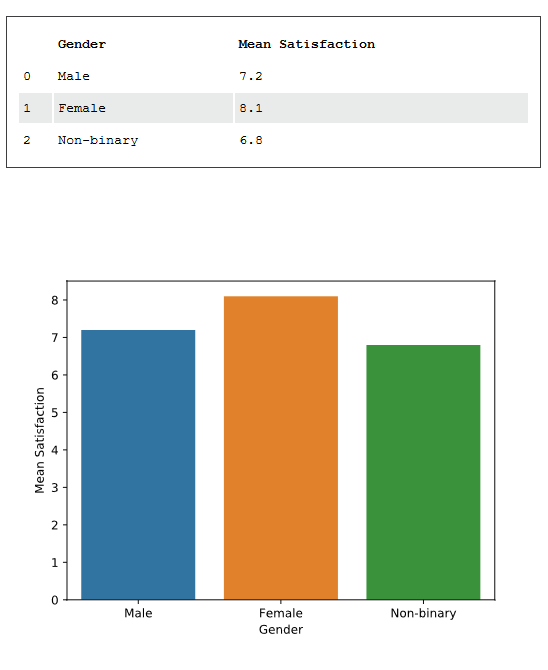 Gender Mean Satisfaction
0 Male 7.2
1 Female 8.1
2 Non-binary 6.8
8
7
6
5
4
3
2
1
0
Mean Satisfaction
Male Female Non-binary
Gender